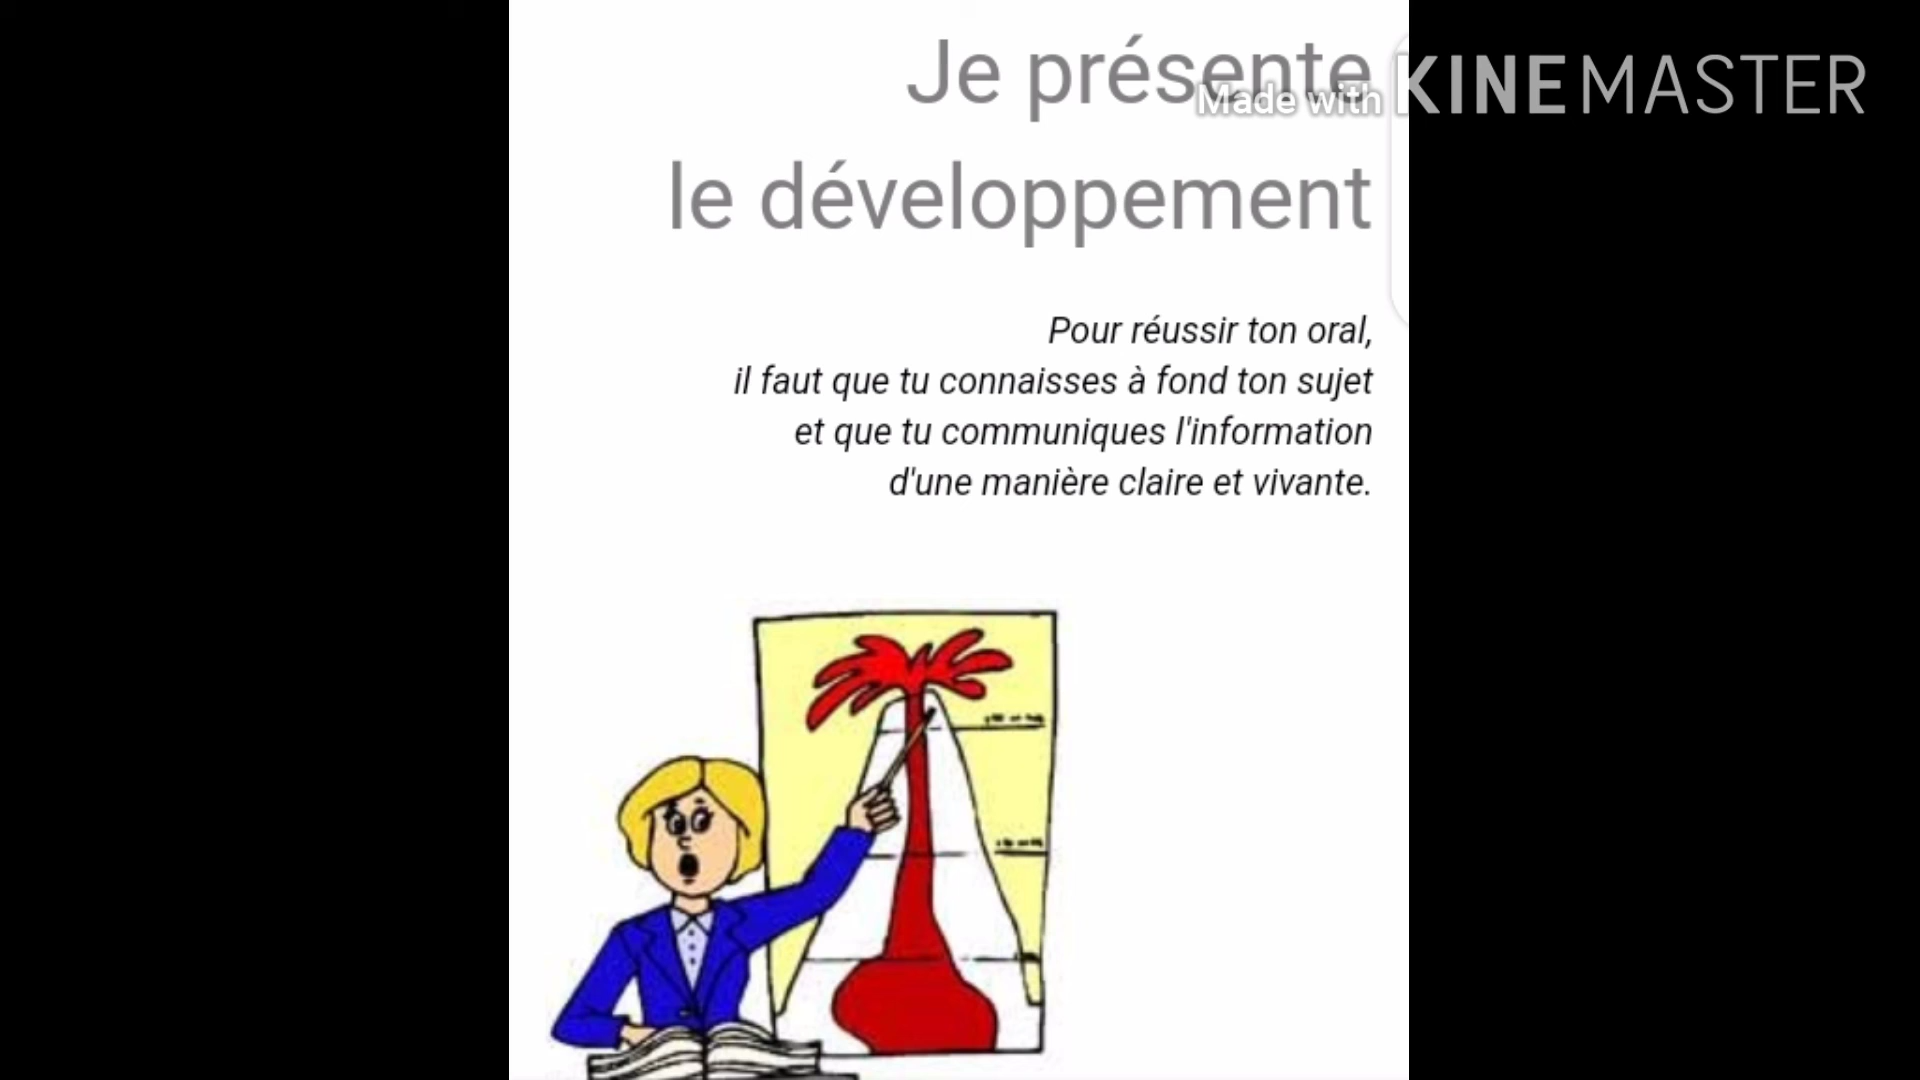 Je présente
Made with KINEMASTER
le développement
Pour réussir ton oral,
il faut que tu connaisses à fond ton sujet
et que tu communiques l'information
d'une manière claire et vivante.